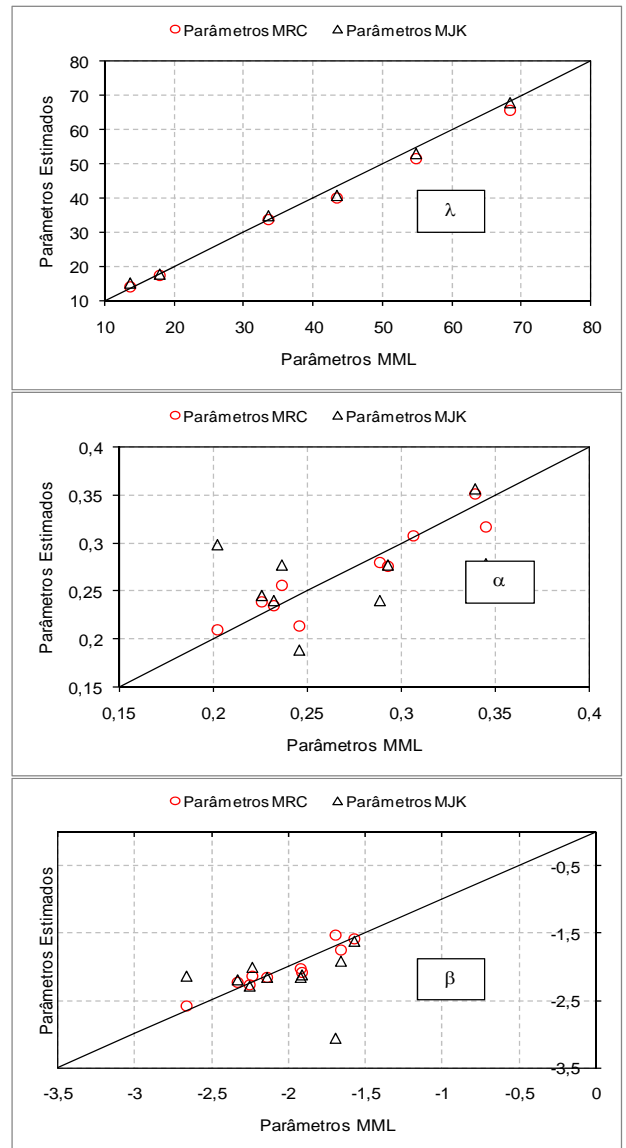 Parâmetros MRC Parâmetros MJK
80
70
60
50
40
30
20
10
Parâmetros Estimados
λ
10 20 30 40 50 60 70 80
Parâmetros MML
Parâmetros MRC Parâmetros MJK
0,4
0,35
0,3
0,25
0,2
0,15
Parâmetros Estimados
α
0,15 0,2 0,25 0,3 0,35 0,4
Parâmetros MML
Parâmetros MRC Parâmetros MJK
-0,5
-1,5
-2,5
-3,5
Parâmetros Estimados
β
-3,5 -3 -2,5 -2 -1,5 -1 -0,5 0
Parâmetros MML